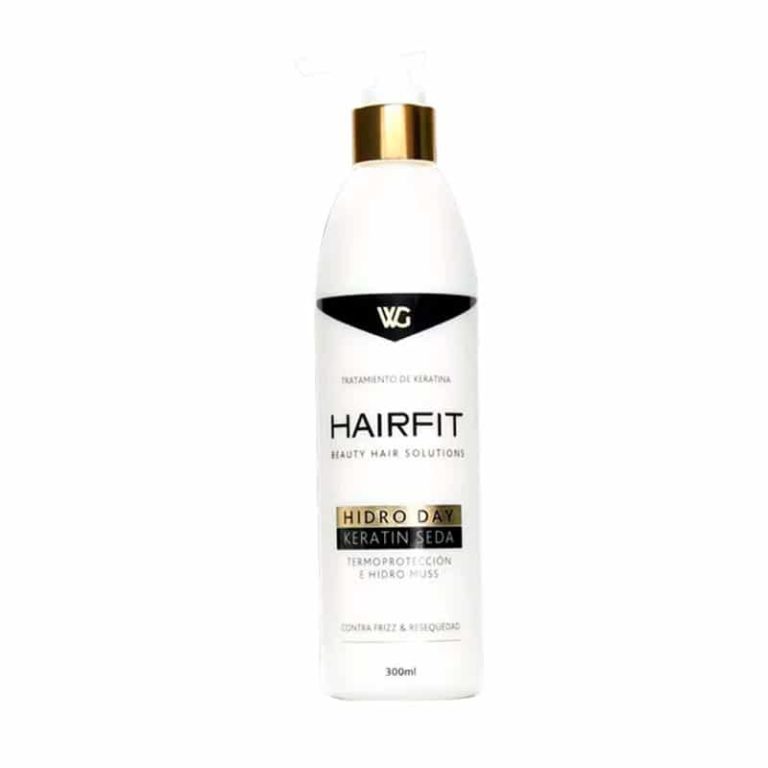 WG
TRATAMIENTO DE KERATINA
HAIRFIT
BEAUTY HAIR SOLUTIONS
HIDRO DAY
KERATIN SEDA
TERMOPROTECCIÓN
E HIDRO MUSS
CONTRA FRIZZ & RESEQUEDAD
300ml